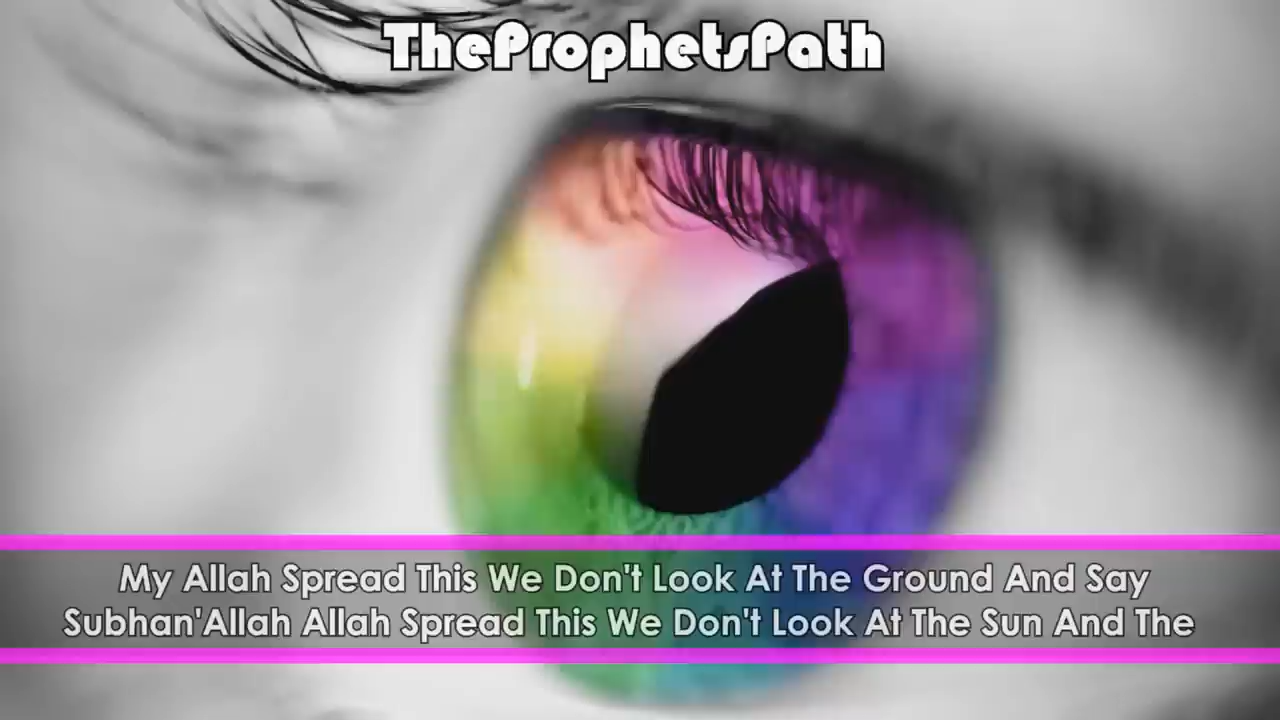 TheProphetsPath
My Allah Spread This We Don't Look At The Ground And Say
Subhan'Allah Allah Spread This We Don't Look At The Sun And The